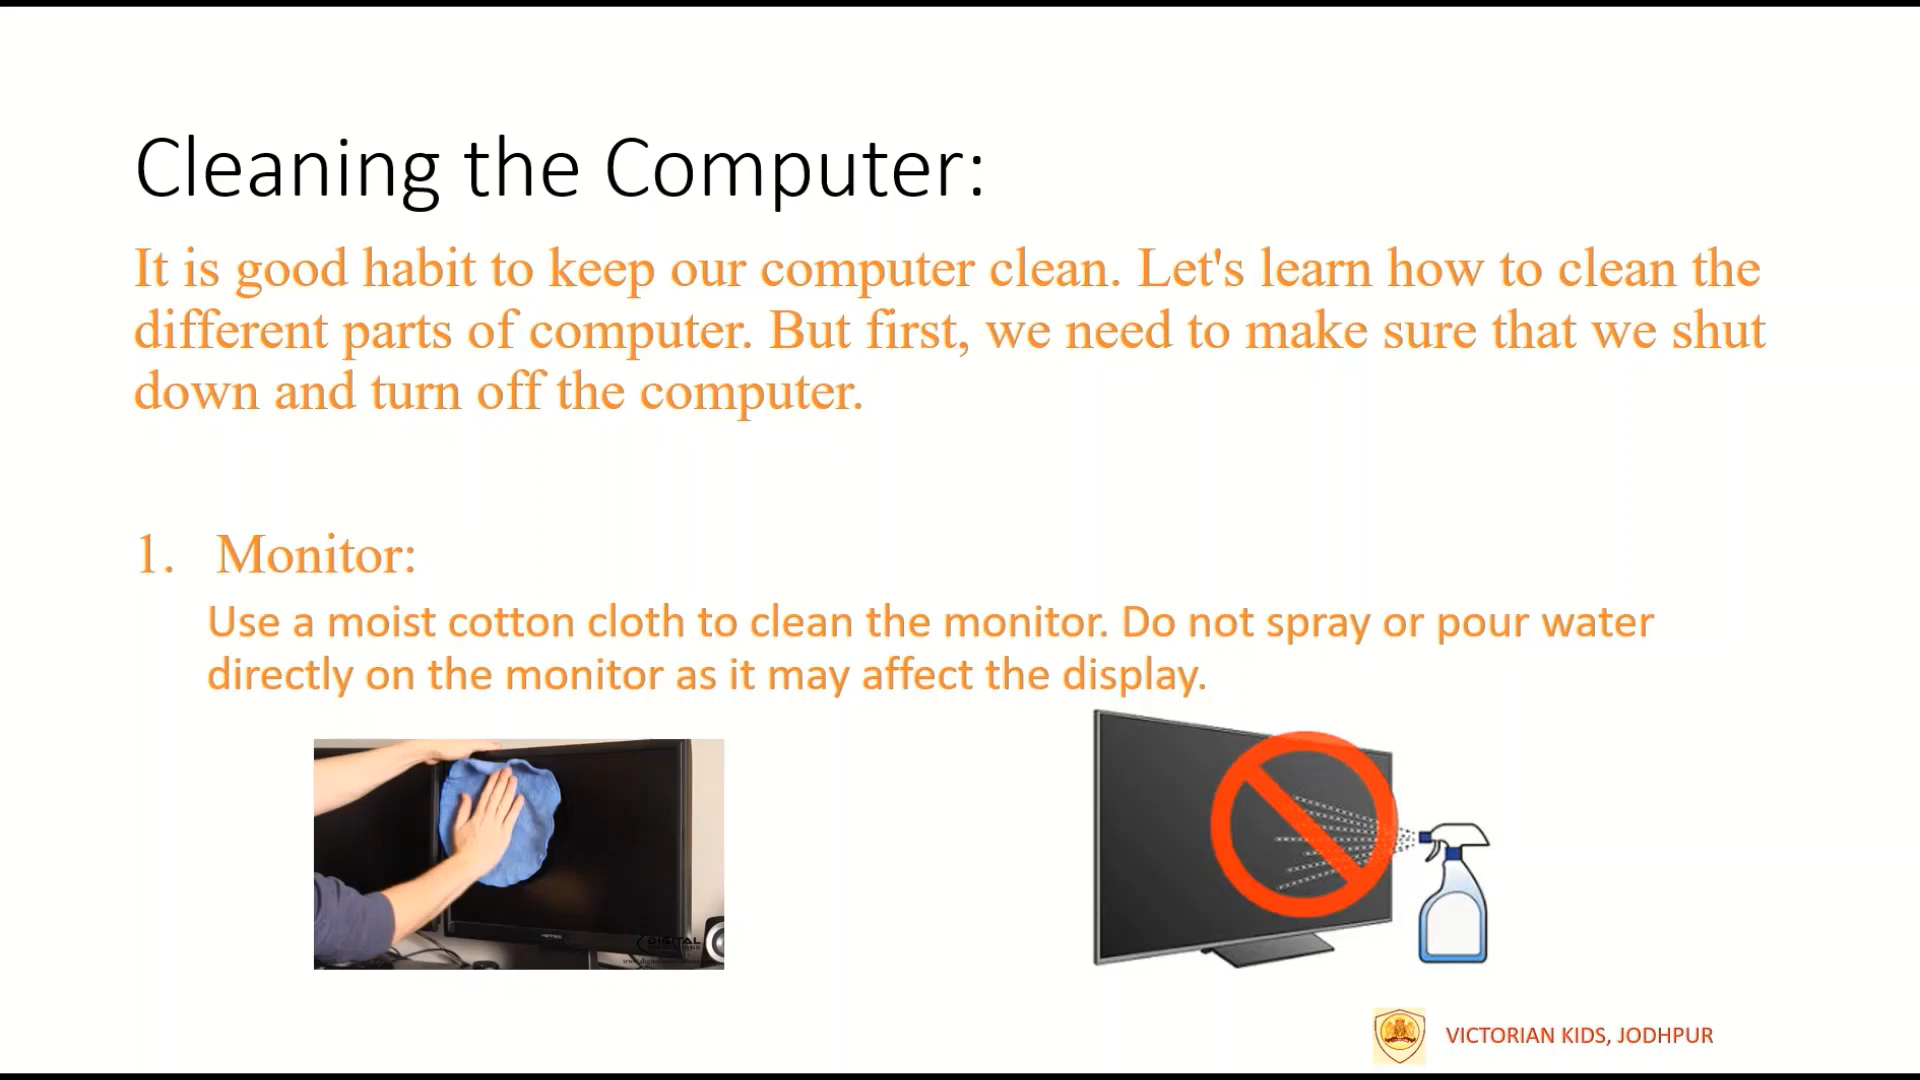 Cleaning the Computer:
It is good habit to keep our computer clean. Let's learn how to clean the
different parts of computer. But first, we need to make sure that we shut
down and turn off the computer.
1. Monitor:
Use a moist cotton cloth to clean the monitor. Do not spray or pour water
directly on the monitor as it may affect the display.
DIGITAL
VICTORIAN KIDS, JODHPUR